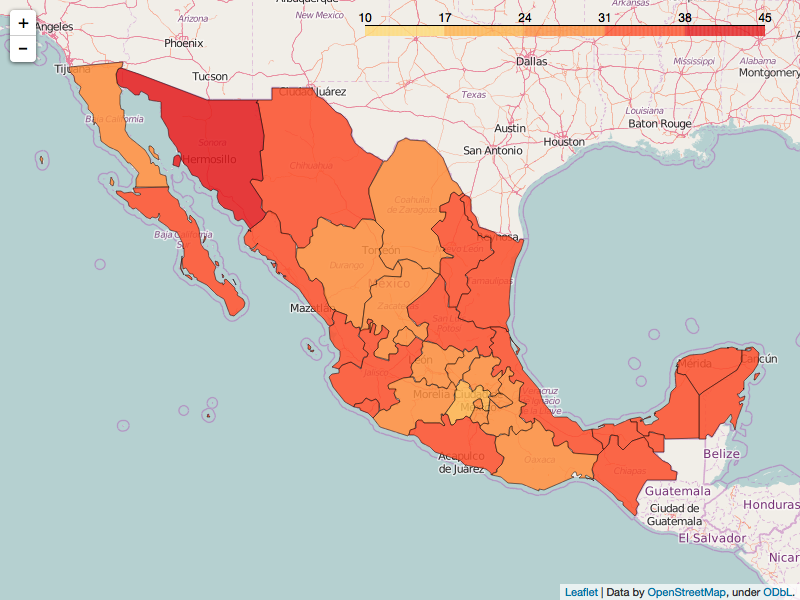 +
−
10 17 24 31 38 45
Arkansas
New Mexico
Arizona
Phoenix
Tucson
Dallas
Mississippi
Alabama
Montgomery
Texas
Louisiana
Baton Rouge
Austin
Houston
San Antonio
Ciudad Juárez
Baja California
Sonora
Hermosillo
Chihuahua
Coahuila
de Zaragoza
Nuevo León
Tamaulipas
Baja California
Sur
Torreón
Durango
México
Zacatecas
San Luis
Potosí
Mazatlán
León
Jalisco
Morelia
Veracruz
de Ignacio
de la Llave
Mérida
Cancún
Acapulco
de Juárez
Oaxaca
Chiapas
Belize
Guatemala
Ciudad de
Guatemala
Honduras
El Salvador
Leaflet | Data by OpenStreetMap, under ODbL.